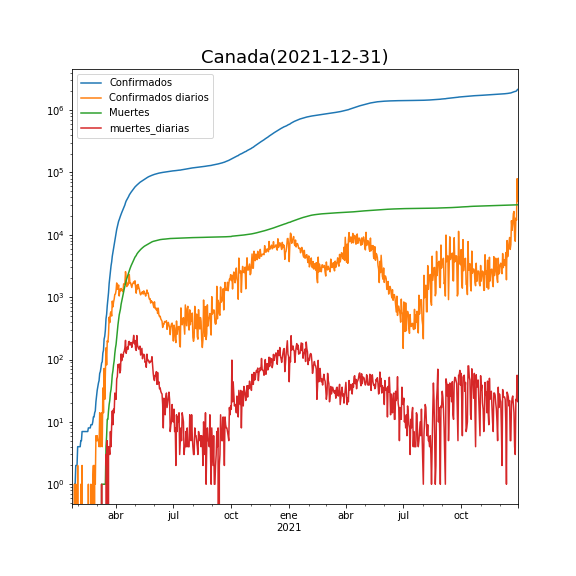 Canada(2021-12-31)
Confirmados
Confirmados diarios
Muertes
muertes_diarias
10⁶
10⁵
10⁴
10³
10²
10¹
10⁰
abr jul oct ene abr jul oct
2021